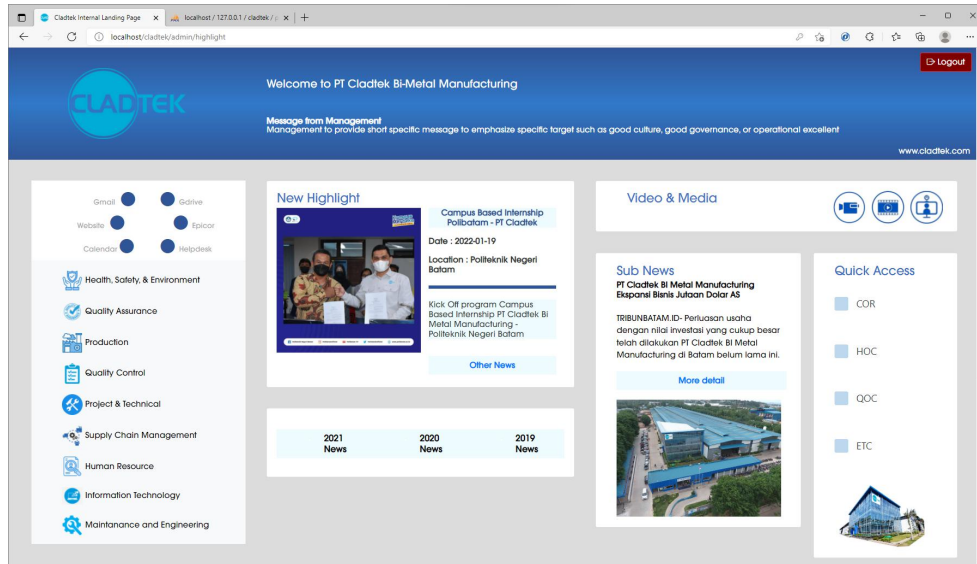 Cladtek Internal Landing Page
localhost / 127.0.0.1 / cladtek / p
localhost/cladtek/admin/highlight
Logout
CLADTEK
Welcome to PT Cladtek Bi-Metal Manufacturing
Message from Management
Management to provide short specific message to emphasize specific target such as good culture, good governance, or operational excellent
www.cladtek.com
Gmail
Gdrive
Website
Epicor
Calendar
Helpdesk
Health, Safety, & Environment
Quality Assurance
Production
Quality Control
Project & Technical
Supply Chain Management
Human Resource
Information Technology
Maintanance and Engineering
New Highlight
Campus Based Internship
Polibatam - PT Cladtek
Date : 2022-01-19
Location : Politeknik Negeri
Batam
Kick Off program Campus
Based Internship PT Cladtek Bi
Metal Manufacturing -
Politeknik Negeri Batam
Other News
2021
News
2020
News
2019
News
Video & Media
Sub News
PT Cladtek BI Metal Manufacturing
Ekspansi Bisnis Jutaan Dolar AS
TRIBUNBATAM.ID- Perluasan usaha
dengan nilai investasi yang cukup besar
telah dilakukan PT Cladtek BI Metal
Manufacturing di Batam belum lama ini.
More detail
Quick Access
COR
HOC
QOC
ETC